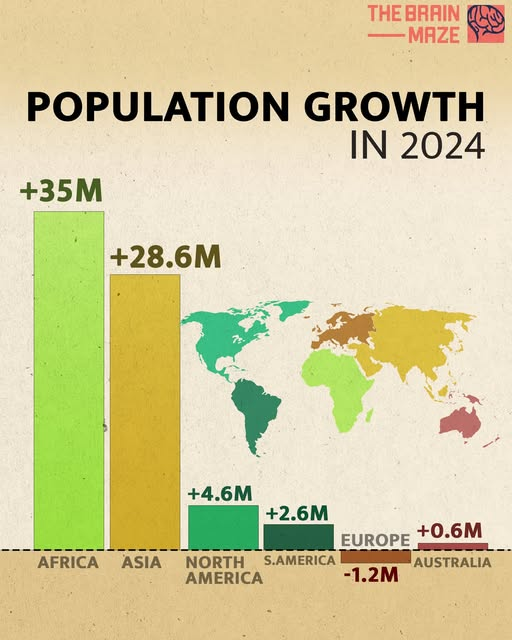 THE BRAIN
MAZE
POPULATION GROWTH
IN 2024
+35M
+28.6M
+4.6M
+2.6M
EUROPE
+0.6M
AFRICA
ASIA
NORTH
AMERICA
S.AMERICA
-1.2M
AUSTRALIA